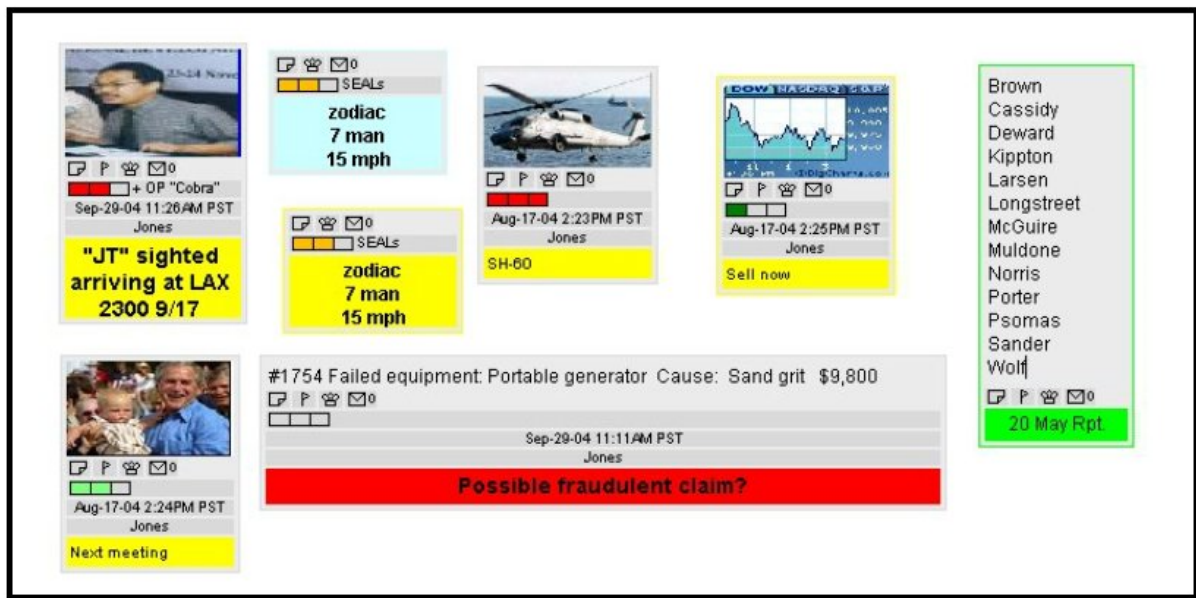 23-24 Nove
0
+ OP "Cobra"
Sep-29-04 11:26AM PST
Jones
"JT" sighted
arriving at LAX
2300 9/17
0
SEALs
zodiac
7 man
15 mph
0
SEALs
zodiac
7 man
15 mph
0
Aug-17-04 2:23PM PST
Jones
SH-60
DOW NASDAQ S&P
0
Aug-17-04 2:25PM PST
Jones
Sell now
Brown
Cassidy
Deward
Kippton
Larsen
Longstreet
McGuire
Muldone
Norris
Porter
Psomas
Sander
Wolf
0
20 May Rpt.
0
Aug-17-04 2:24PM PST
Jones
Next meeting
#1754 Failed equipment: Portable generator Cause: Sand grit $9,800
0
Sep-29-04 11:11AM PST
Jones
Possible fraudulent claim?